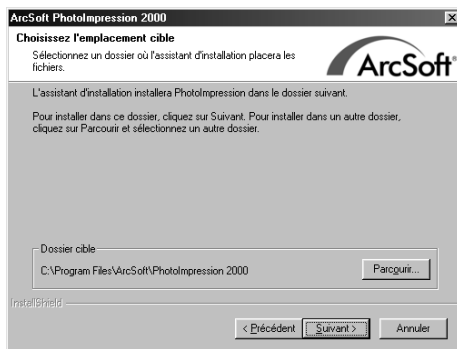 ArcSoft PhotoImpression 2000
Choisissez l'emplacement cible
Sélectionnez un dossier où l'assistant d'installation placera les
fichiers.
ArcSoft®
L'assistant d'installation installera PhotoImpression dans le dossier suivant.
Pour installer dans ce dossier, cliquez sur Suivant. Pour installer dans un autre dossier,
cliquez sur Parcourir et sélectionnez un autre dossier.
Dossier cible
C:\Program Files\ArcSoft\PhotoImpression 2000
Parcourir...
InstallShield
< Précédent
Suivant >
Annuler